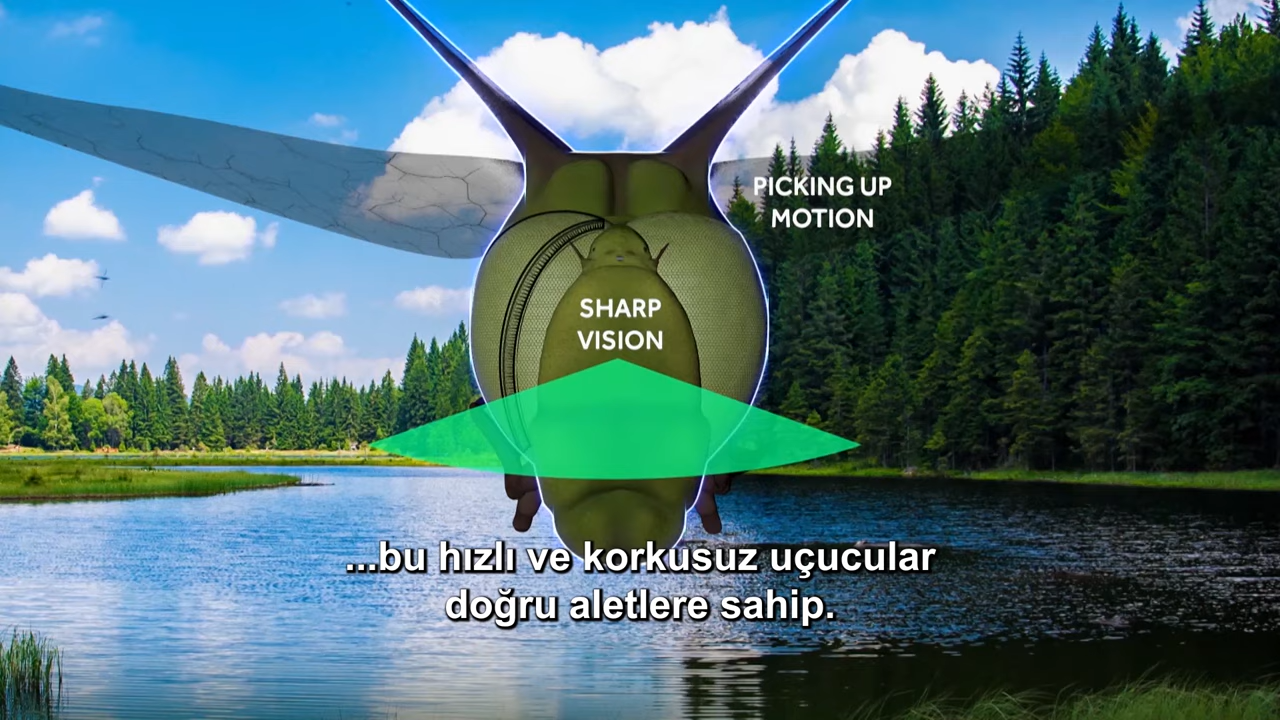 PICKING UP
MOTION
SHARP
VISION
...bu hızlı ve korkusuz uçucular
doğru aletlere sahip.